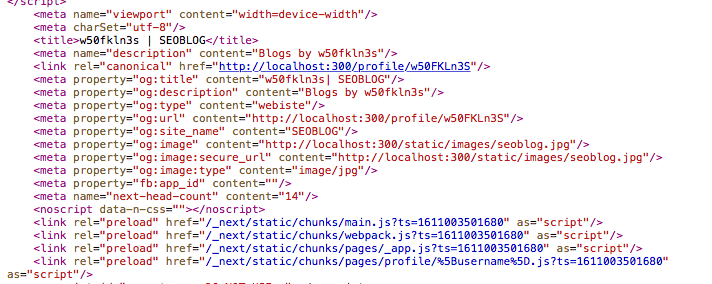 </script>
<meta name="viewport" content="width=device-width"/>
<meta charSet="utf-8"/>
<title>w50fkln3s | SEOBLOG</title>
<meta name="description" content="Blogs by w50fkln3s"/>
<link rel="canonical" href="http://localhost:300/profile/w50FKLn3S"/>
<meta property="og:title" content="w50fkln3s| SEOBLOG"/>
<meta property="og:description" content="Blogs by w50fkln3s"/>
<meta property="og:type" content="webiste"/>
<meta property="og:url" content="http://localhost:300/profile/w50FKLn3S"/>
<meta property="og:site_name" content="SEOBLOG"/>
<meta property="og:image" content="http://localhost:300/static/images/seoblog.jpg"/>
<meta property="og:image:secure_url" content="http://localhost:300/static/images/seoblog.jpg"/>
<meta property="og:image:type" content="image/jpg"/>
<meta property="fb:app_id" content=""/>
<meta name="next-head-count" content="14"/>
<noscript data-n-css=""></noscript>
<link rel="preload" href="/_next/static/chunks/main.js?ts=1611003501680" as="script"/>
<link rel="preload" href="/_next/static/chunks/webpack.js?ts=1611003501680" as="script"/>
<link rel="preload" href="/_next/static/chunks/pages/_app.js?ts=1611003501680" as="script"/>
<link rel="preload" href="/_next/static/chunks/pages/profile/%5Busername%5D.js?ts=1611003501680"
as="script"/>